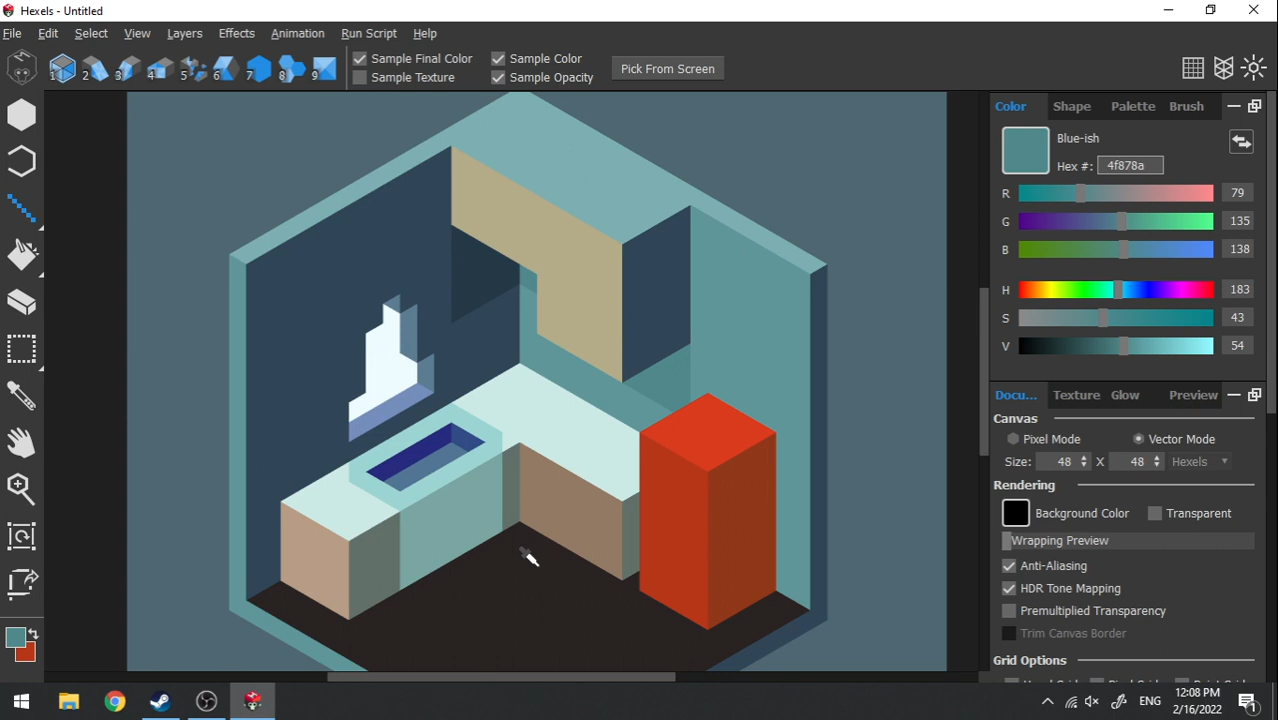 Hexels - Untitled
File Edit Select View Layers Effects Animation Run Script Help
1 2 3 4 5 6 7 8 9
Sample Final Color Sample Color
Sample Texture Sample Opacity
Pick From Screen
Color Shape Palette Brush
Blue-ish
Hex #: 4f878a
R 79
G 135
B 138
H 183
S 43
V 54
Docu... Texture Glow Preview
Canvas
Pixel Mode Vector Mode
Size: 48 X 48 Hexels
Rendering
Background Color Transparent
Wrapping Preview
Anti-Aliasing
HDR Tone Mapping
Premultiplied Transparency
Trim Canvas Border
Grid Options
ENG
12:08 PM
2/16/2022
1